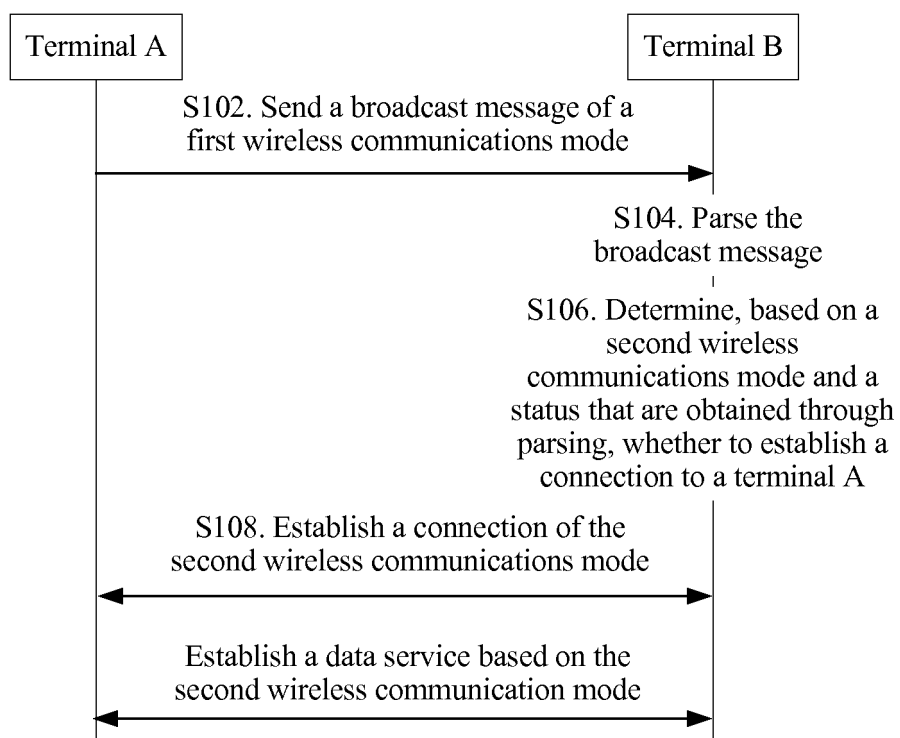 Terminal A
Terminal B
S102. Send a broadcast message of a
first wireless communications mode
S104. Parse the
broadcast message
S106. Determine, based on a
second wireless
communications mode and a
status that are obtained through
parsing, whether to establish a
connection to a terminal A
S108. Establish a connection of the
second wireless communications mode
Establish a data service based on the
second wireless communication mode